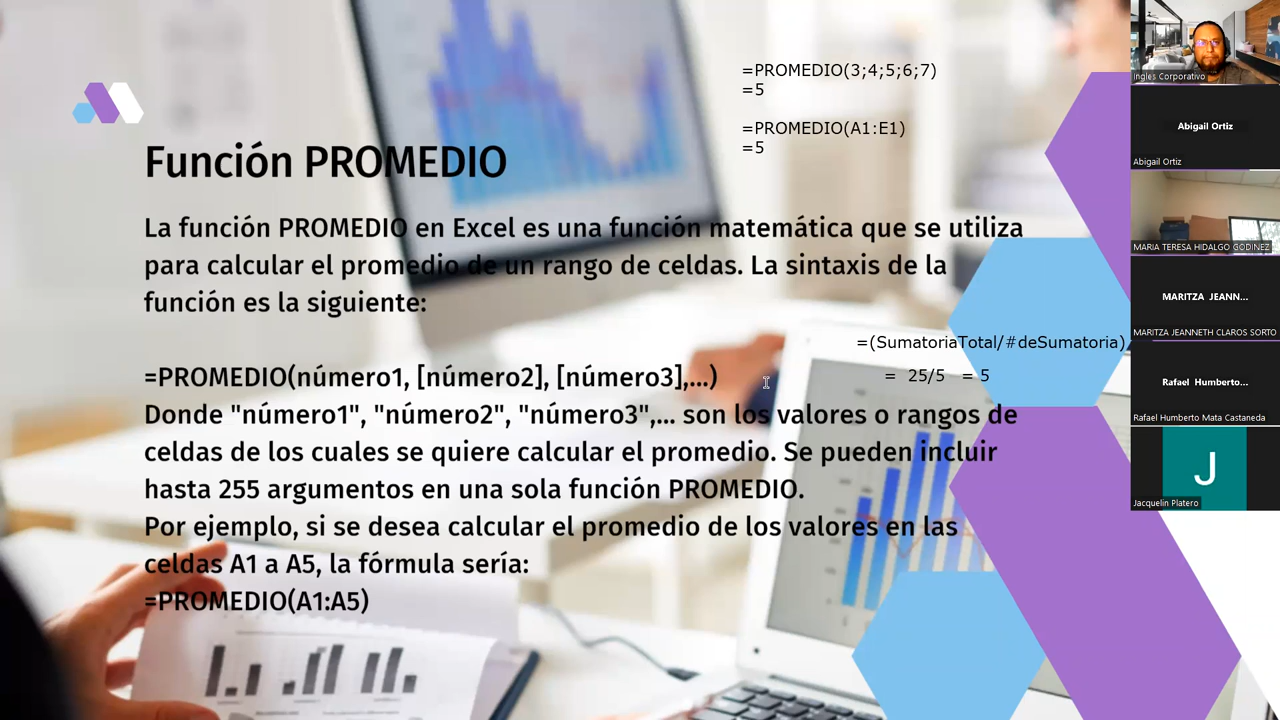 =PROMEDIO(3;4;5;6;7)
=5
=PROMEDIO(A1:E1)
=5
Función PROMEDIO
La función PROMEDIO en Excel es una función matemática que se utiliza
para calcular el promedio de un rango de celdas. La sintaxis de la
función es la siguiente:
=(SumatoriaTotal/#deSumatoria)
= 25/5 = 5
=PROMEDIO(número1, [número2], [número3],...)
Donde "número1", "número2", "número3",... son los valores o rangos de
celdas de los cuales se quiere calcular el promedio. Se pueden incluir
hasta 255 argumentos en una sola función PROMEDIO.
Por ejemplo, si se desea calcular el promedio de los valores en las
celdas A1 a A5, la fórmula sería:
=PROMEDIO(A1:A5)
Ingles Corporativo
Abigail Ortiz
Abigail Ortiz
MARIA TERESA HIDALGO GODINEZ
MARITZA JEANN...
MARITZA JEANNETH CLAROS SORTO
Rafael Humberto...
Rafael Humberto Mata Castaneda
J
Jacquelin Platero